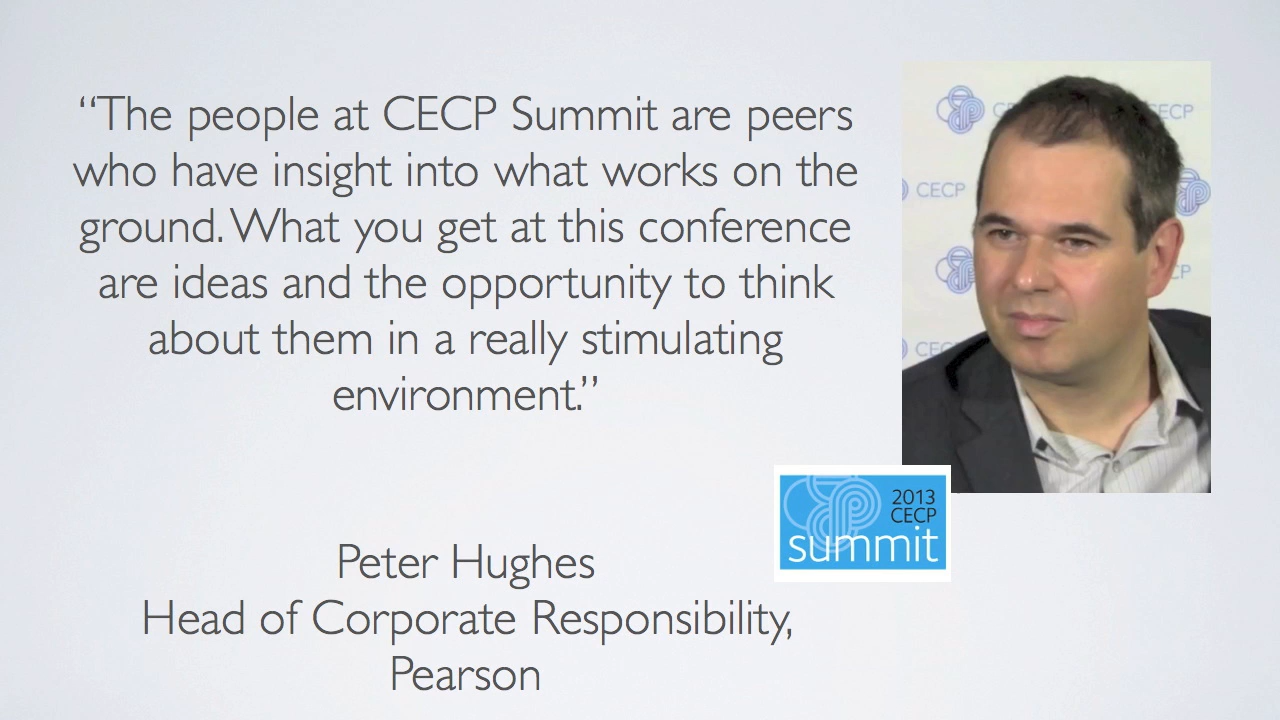 “The people at CECP Summit are peers
who have insight into what works on the
ground. What you get at this conference
are ideas and the opportunity to think
about them in a really stimulating
environment.”
Peter Hughes
Head of Corporate Responsibility,
Pearson
CECP
CECP
2013
CECP
summit